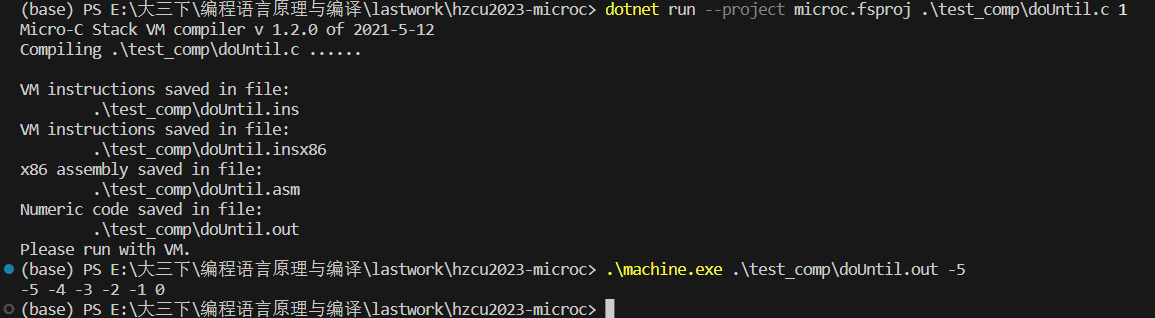 (base) PS E:\大三下\编程语言原理与编译\lastwork\hzcu2023-microc> dotnet run --project microc.fsproj .\test_comp\doUntil.c 1
Micro-C Stack VM compiler v 1.2.0 of 2021-5-12
Compiling .\test_comp\doUntil.c ......
VM instructions saved in file:
.\test_comp\doUntil.ins
VM instructions saved in file:
.\test_comp\doUntil.insx86
x86 assembly saved in file:
.\test_comp\doUntil.asm
Numeric code saved in file:
.\test_comp\doUntil.out
Please run with VM.
(base) PS E:\大三下\编程语言原理与编译\lastwork\hzcu2023-microc> .\machine.exe .\test_comp\doUntil.out -5
-5 -4 -3 -2 -1 0
(base) PS E:\大三下\编程语言原理与编译\lastwork\hzcu2023-microc>